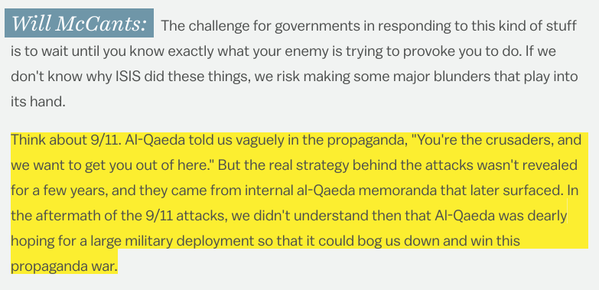 Will McCants: The challenge for governments in responding to this kind of stuff
is to wait until you know exactly what your enemy is trying to provoke you to do. If we
don't know why ISIS did these things, we risk making some major blunders that play into
its hand.
Think about 9/11. Al-Qaeda told us vaguely in the propaganda, "You're the crusaders, and
we want to get you out of here." But the real strategy behind the attacks wasn't revealed
for a few years, and they came from internal al-Qaeda memoranda that later surfaced. In
the aftermath of the 9/11 attacks, we didn't understand then that Al-Qaeda was dearly
hoping for a large military deployment so that it could bog us down and win this
propaganda war.